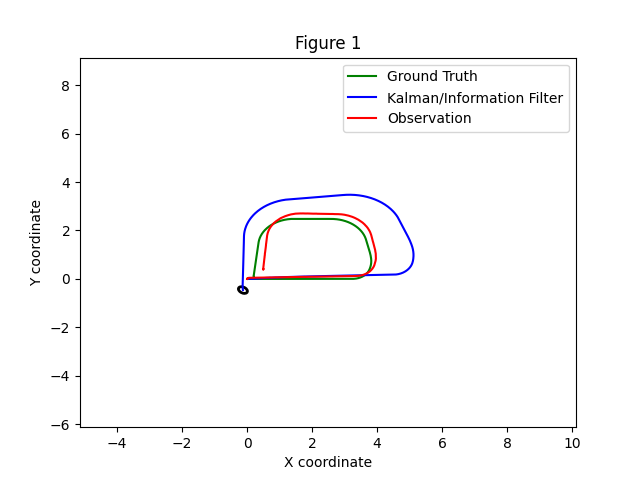 Figure 1
Ground Truth
Kalman/Information Filter
Observation
8
6
4
2
0
−2
−4
−6
Y coordinate
−4 −2 0 2 4 6 8 10
X coordinate